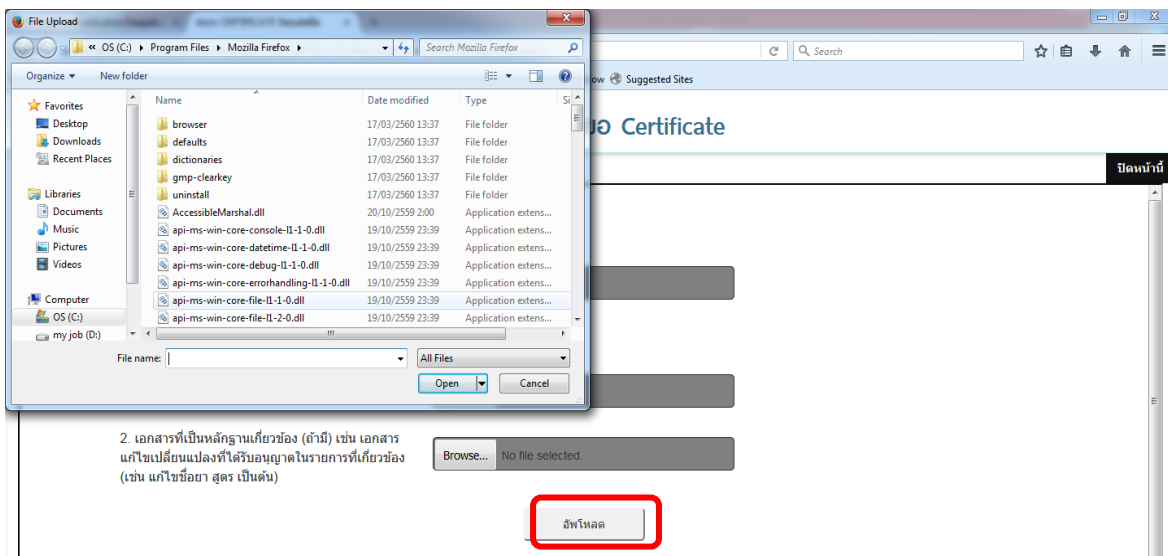 File Upload
« OS (C:) ▸ Program Files ▸ Mozilla Firefox ▸
Search Mozilla Firefox
Search
Organize
New folder
Suggested Sites
Favorites
Desktop
Downloads
Recent Places
Libraries
Documents
Music
Pictures
Videos
Computer
OS (C:)
my job (D:)
Name Date modified Type Si
browser 17/03/2560 13:37 File folder
defaults 17/03/2560 13:37 File folder
dictionaries 17/03/2560 13:37 File folder
gmp-clearkey 17/03/2560 13:37 File folder
uninstall 17/03/2560 13:37 File folder
AccessibleMarshal.dll 20/10/2559 2:00 Application extens...
api-ms-win-core-console-l1-1-0.dll 19/10/2559 23:39 Application extens...
api-ms-win-core-datetime-l1-1-0.dll 19/10/2559 23:39 Application extens...
api-ms-win-core-debug-l1-1-0.dll 19/10/2559 23:39 Application extens...
api-ms-win-core-errorhandling-l1-1-0.dll 19/10/2559 23:39 Application extens...
api-ms-win-core-file-l1-1-0.dll 19/10/2559 23:39 Application extens...
api-ms-win-core-file-l1-2-0.dll 19/10/2559 23:39 Application extens...
File name:
All Files
Open
Cancel
Certificate
ปิดหน้านี้
2. เอกสารที่เป็นหลักฐานเกี่ยวข้อง (ถ้ามี) เช่น เอกสาร
แก้ไขเปลี่ยนแปลงที่ได้รับอนุญาตในรายการที่เกี่ยวข้อง
(เช่น แก้ไขชื่อยา สูตร เป็นต้น)
Browse... No file selected.
อัพโหลด